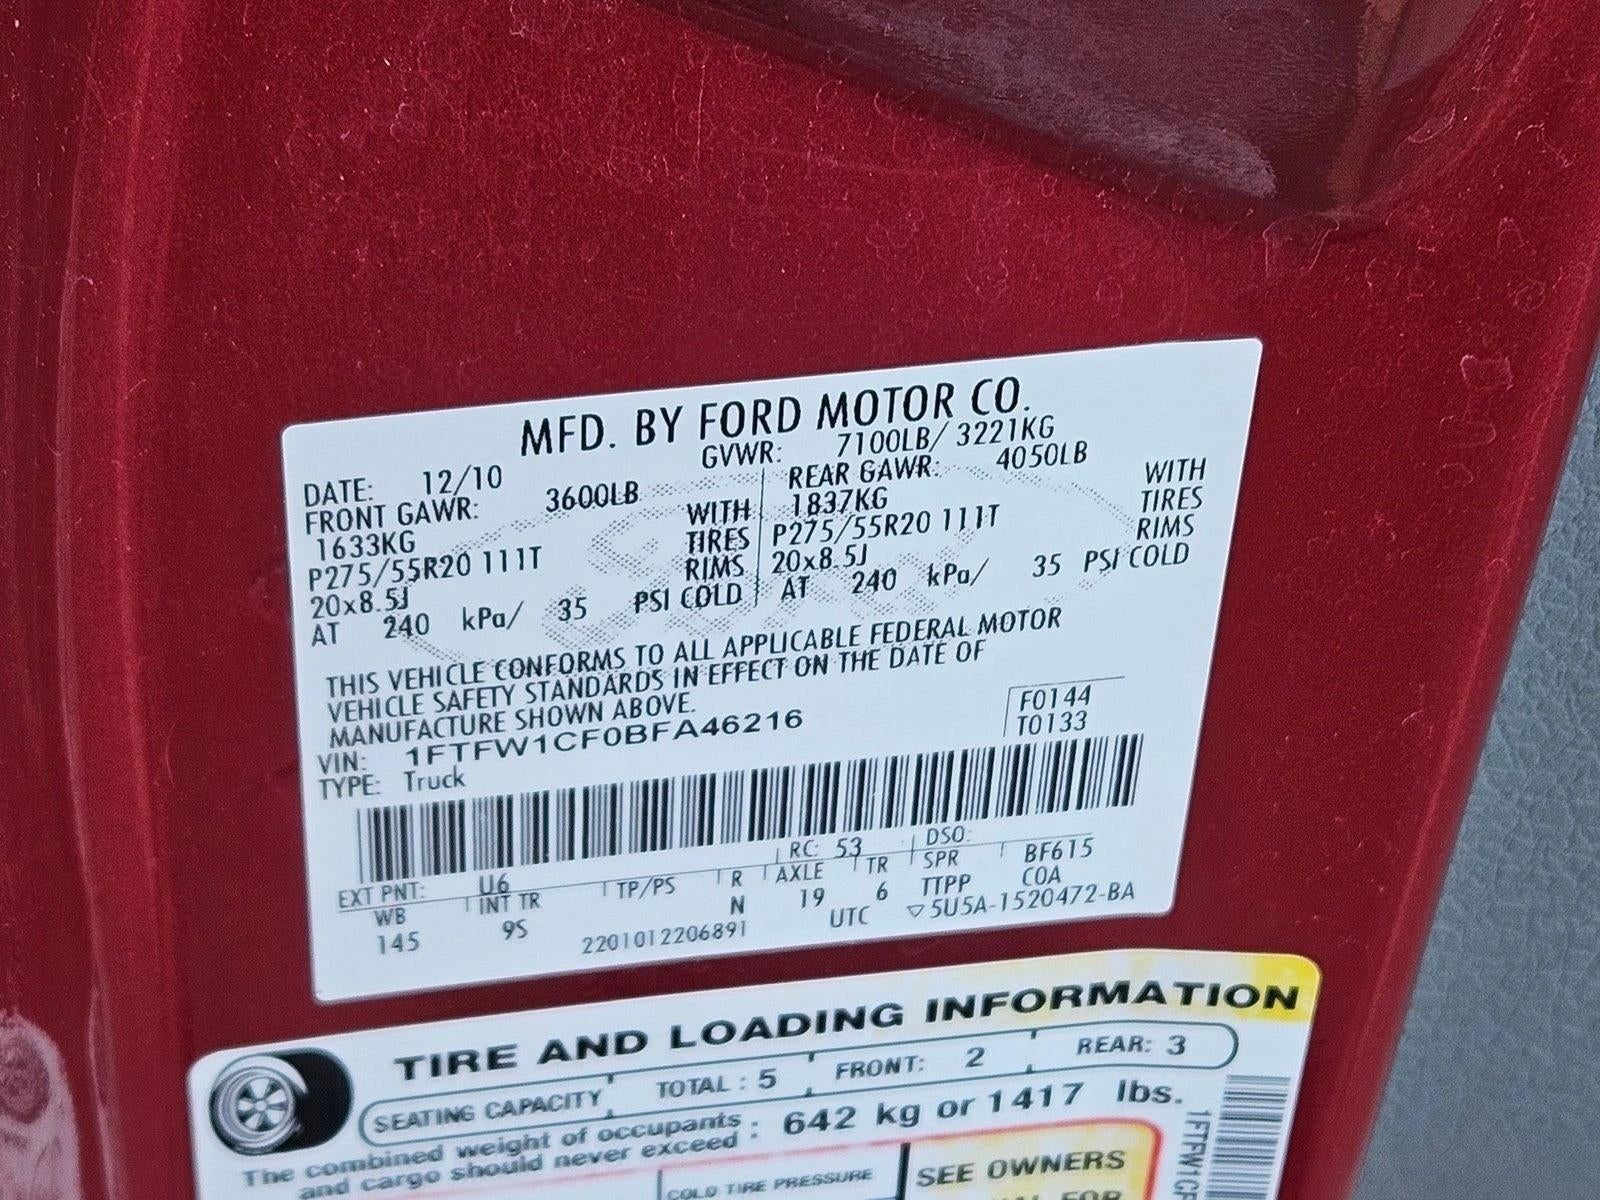 MFD. BY FORD MOTOR CO.
DATE: 12/10 GVWR: 7100LB/ 3221KG
FRONT GAWR: 3600LB REAR GAWR: 4050LB
1633KG WITH 1837KG WITH
P275/55R20 111T TIRES P275/55R20 111T TIRES
20x8.5J RIMS 20x8.5J RIMS
AT 240 kPa/ 35 PSI COLD AT 240 kPa/ 35 PSI COLD
THIS VEHICLE CONFORMS TO ALL APPLICABLE FEDERAL MOTOR
VEHICLE SAFETY STANDARDS IN EFFECT ON THE DATE OF
MANUFACTURE SHOWN ABOVE.
VIN: 1FTFW1CF0BFA46216
TYPE: Truck
F0144
T0133
EXT PNT: U6 RC: 53 DSO:
WB INT TR TP/PS R AXLE TR SPR BF615
145 9S N 19 6 TTPP COA
2201012206891 UTC ▽5U5A-1520472-BA
TIRE AND LOADING INFORMATION
SEATING CAPACITY TOTAL : 5 FRONT: 2 REAR: 3
The combined weight of occupants
and cargo should never exceed : 642 kg or 1417 lbs.
COLD TIRE PRESSURE
SEE OWNERS
1FTFW1CF